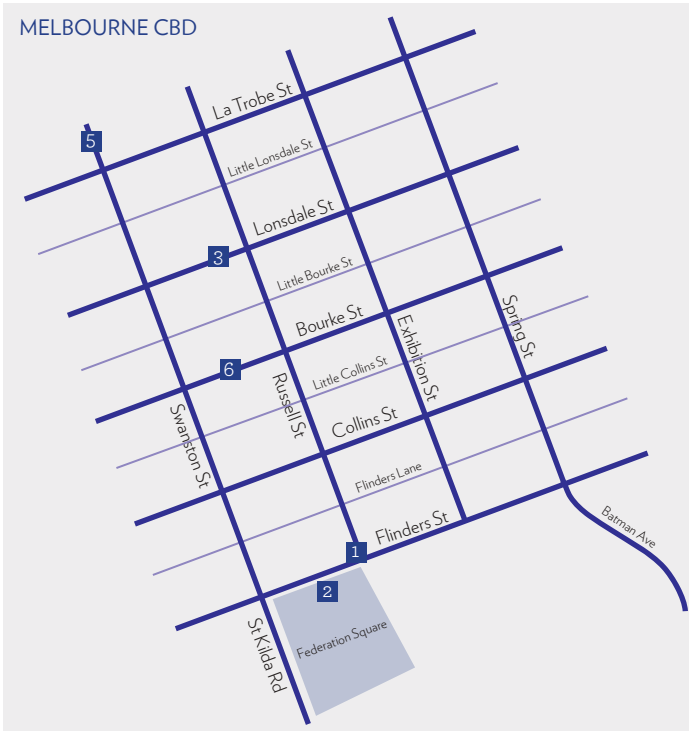 MELBOURNE CBD
La Trobe St
5
Little Lonsdale St
Lonsdale St
3
Little Bourke St
Bourke St
Spring St
Exhibition St
6
Little Collins St
Russell St
Swanston St
Collins St
Flinders Lane
Flinders St
Batman Ave
1
2
Federation Square
St Kilda Rd